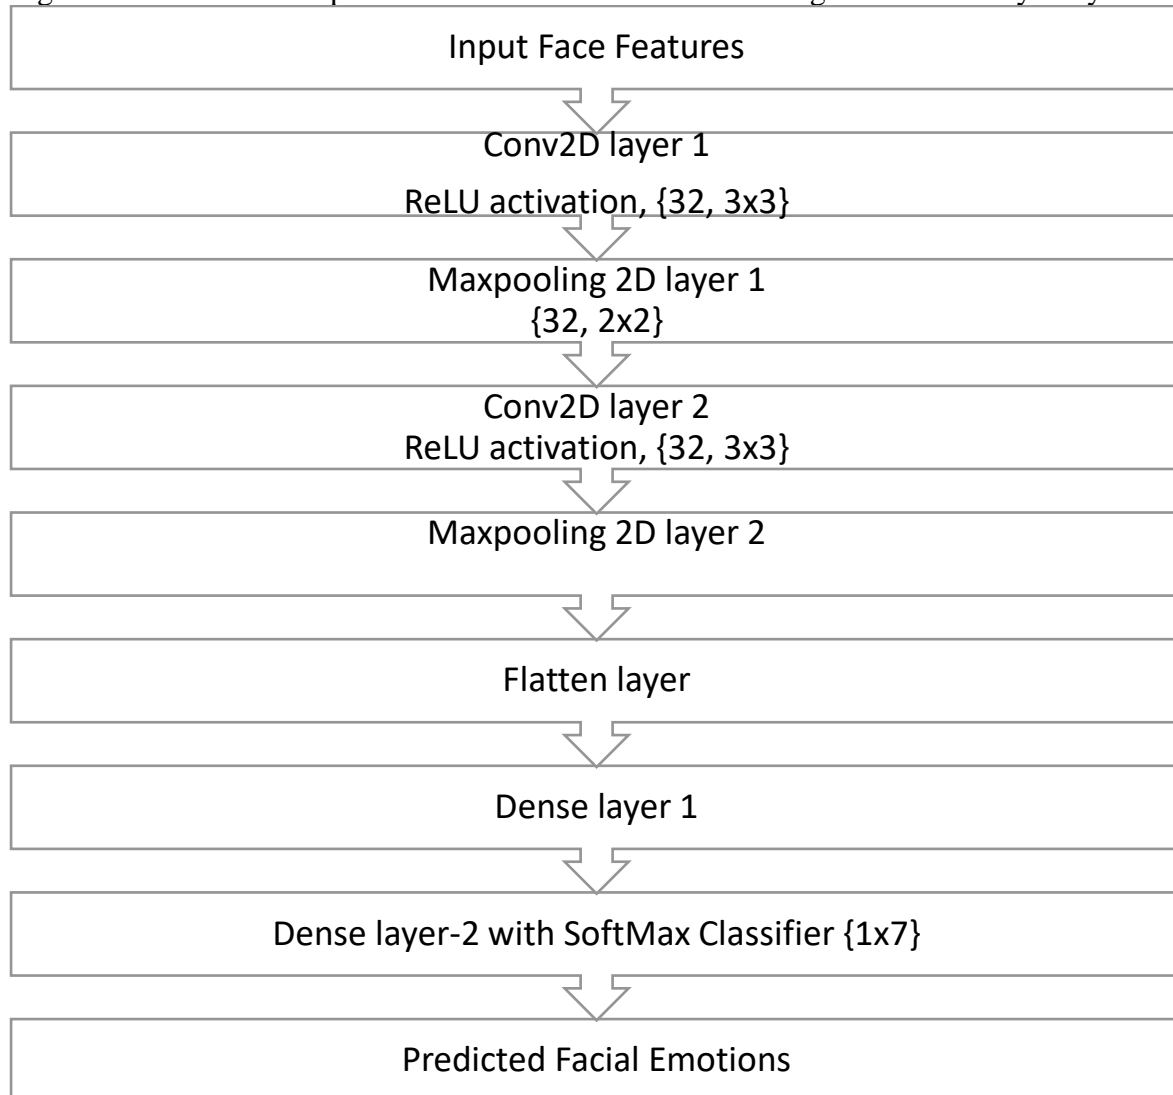 Input Face Features
Conv2D layer 1
ReLU activation, {32, 3x3}
Maxpooling 2D layer 1
{32, 2x2}
Conv2D layer 2
ReLU activation, {32, 3x3}
Maxpooling 2D layer 2
Flatten layer
Dense layer 1
Dense layer-2 with SoftMax Classifier {1x7}
Predicted Facial Emotions